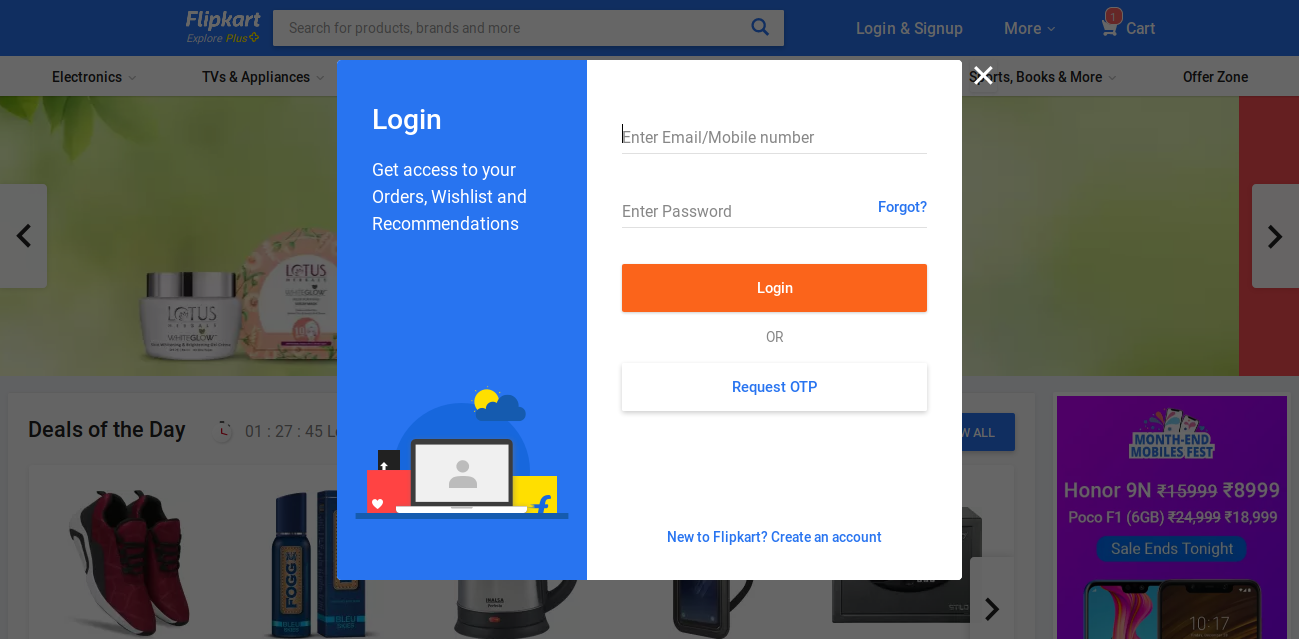 Flipkart
Explore Plus
Search for products, brands and more
Login & Signup
More
1
Cart
Electronics
TVs & Appliances
Sports, Books & More
Offer Zone
Login
Get access to your
Orders, Wishlist and
Recommendations
Enter Email/Mobile number
Enter Password
Forgot?
Login
OR
Request OTP
New to Flipkart? Create an account
LOTUS
HERBALS
WHITEGLOW
LOTUS
HERBALS
WHITEGLOW
Deals of the Day
01 : 27 : 45
ALL
FOGG
BLEU
BLEU
INALSA
MONTH-END
MOBILES FEST
Honor 9N ₹15999 ₹8999
Poco F1 (6GB) ₹24,999 ₹18,999
Sale Ends Tonight
10:17